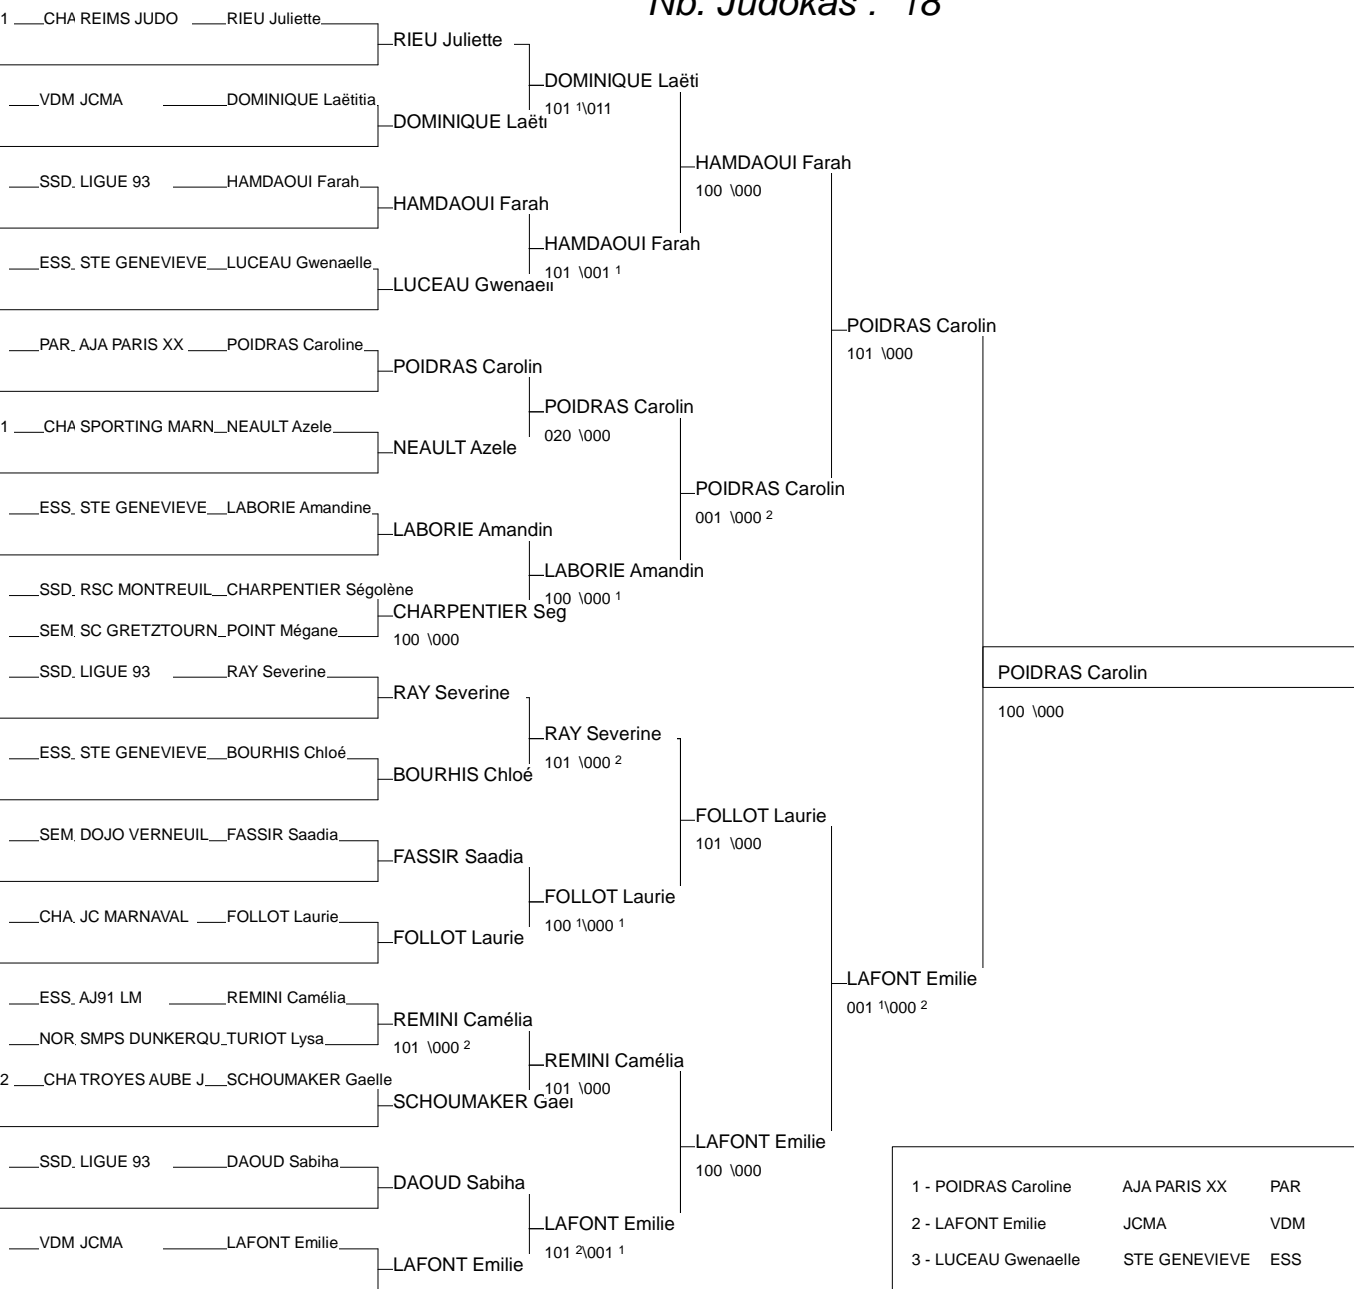 Nb. Judokas : 18
1 CHA REIMS JUDO RIEU Juliette
RIEU Juliette
DOMINIQUE Laëti
101 1\011
VDM JCMA DOMINIQUE Laëtitia
DOMINIQUE Laëti
HAMDAOUI Farah
100 \000
SSD LIGUE 93 HAMDAOUI Farah
HAMDAOUI Farah
HAMDAOUI Farah
101 \001 1
ESS STE GENEVIEVE LUCEAU Gwenaelle
LUCEAU Gwenaell
POIDRAS Carolin
101 \000
PAR AJA PARIS XX POIDRAS Caroline
POIDRAS Carolin
POIDRAS Carolin
020 \000
1 CHA SPORTING MARN NEAULT Azele
NEAULT Azele
POIDRAS Carolin
001 \000 2
ESS STE GENEVIEVE LABORIE Amandine
LABORIE Amandin
LABORIE Amandin
100 \000 1
SSD RSC MONTREUIL CHARPENTIER Ségolène
CHARPENTIER Seg
100 \000
SEM SC GRETZTOURN POINT Mégane
POIDRAS Carolin
100 \000
SSD LIGUE 93 RAY Severine
RAY Severine
RAY Severine
101 \000 2
ESS STE GENEVIEVE BOURHIS Chloé
BOURHIS Chloé
FOLLOT Laurie
101 \000
SEM DOJO VERNEUIL FASSIR Saadia
FASSIR Saadia
FOLLOT Laurie
100 1\000 1
CHA JC MARNAVAL FOLLOT Laurie
FOLLOT Laurie
LAFONT Emilie
001 1\000 2
ESS AJ91 LM REMINI Camélia
REMINI Camélia
101 \000 2
NOR SMPS DUNKERQU TURIOT Lysa
REMINI Camélia
101 \000
2 CHA TROYES AUBE J SCHOUMAKER Gaelle
SCHOUMAKER Gael
LAFONT Emilie
100 \000
SSD LIGUE 93 DAOUD Sabiha
DAOUD Sabiha
LAFONT Emilie
101 2\001 1
VDM JCMA LAFONT Emilie
LAFONT Emilie
1 - POIDRAS Caroline AJA PARIS XX PAR
2 - LAFONT Emilie JCMA VDM
3 - LUCEAU Gwenaelle STE GENEVIEVE ESS